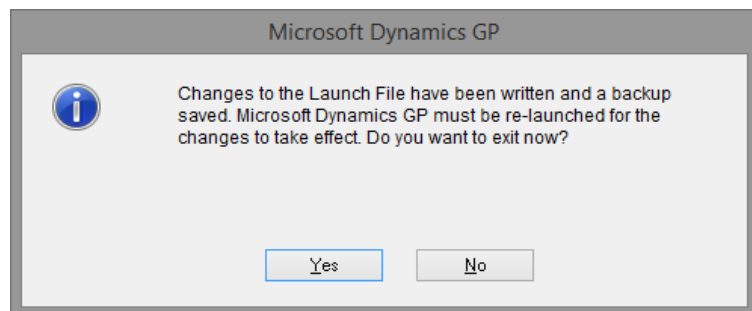 Microsoft Dynamics GP
Changes to the Launch File have been written and a backup
saved. Microsoft Dynamics GP must be re-launched for the
changes to take effect. Do you want to exit now?
Yes
No